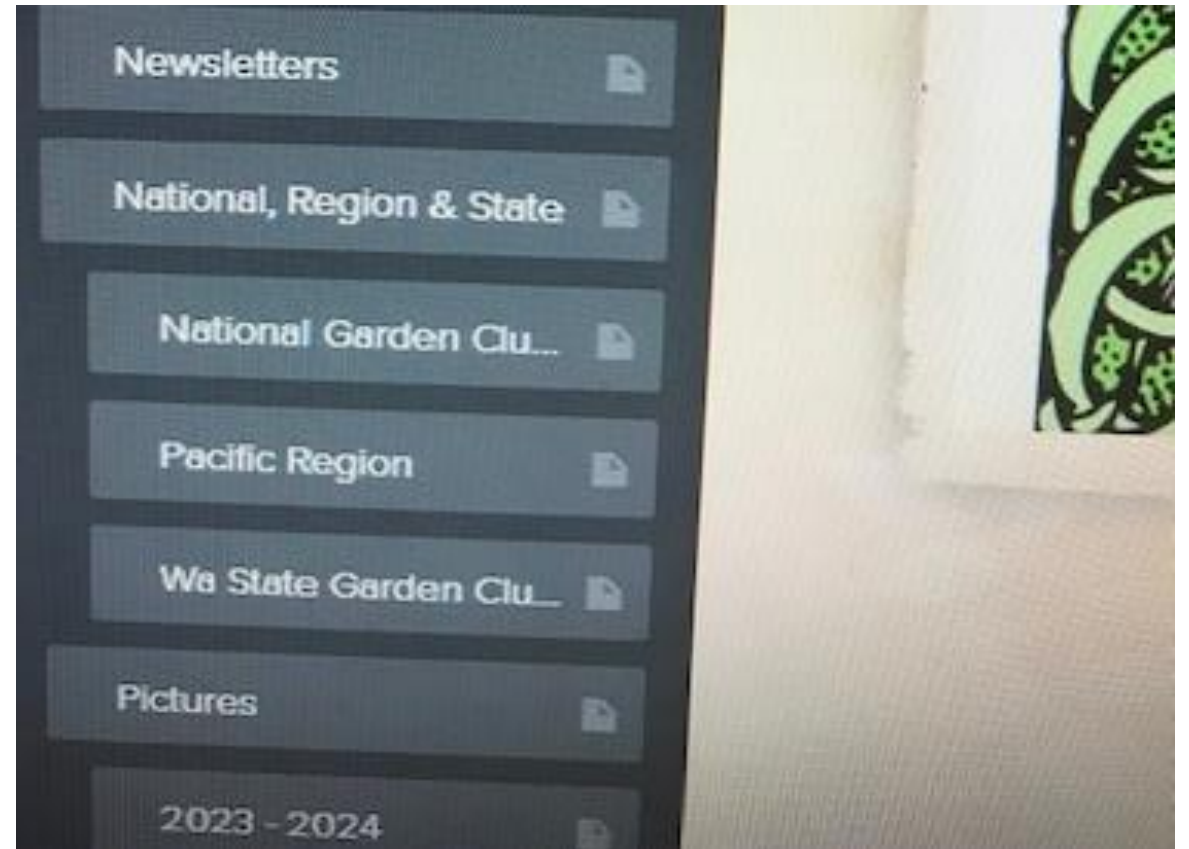 Newsletters
National, Region & State
National Garden Clu...
Pacific Region
Wa State Garden Clu...
Pictures
2023 - 2024